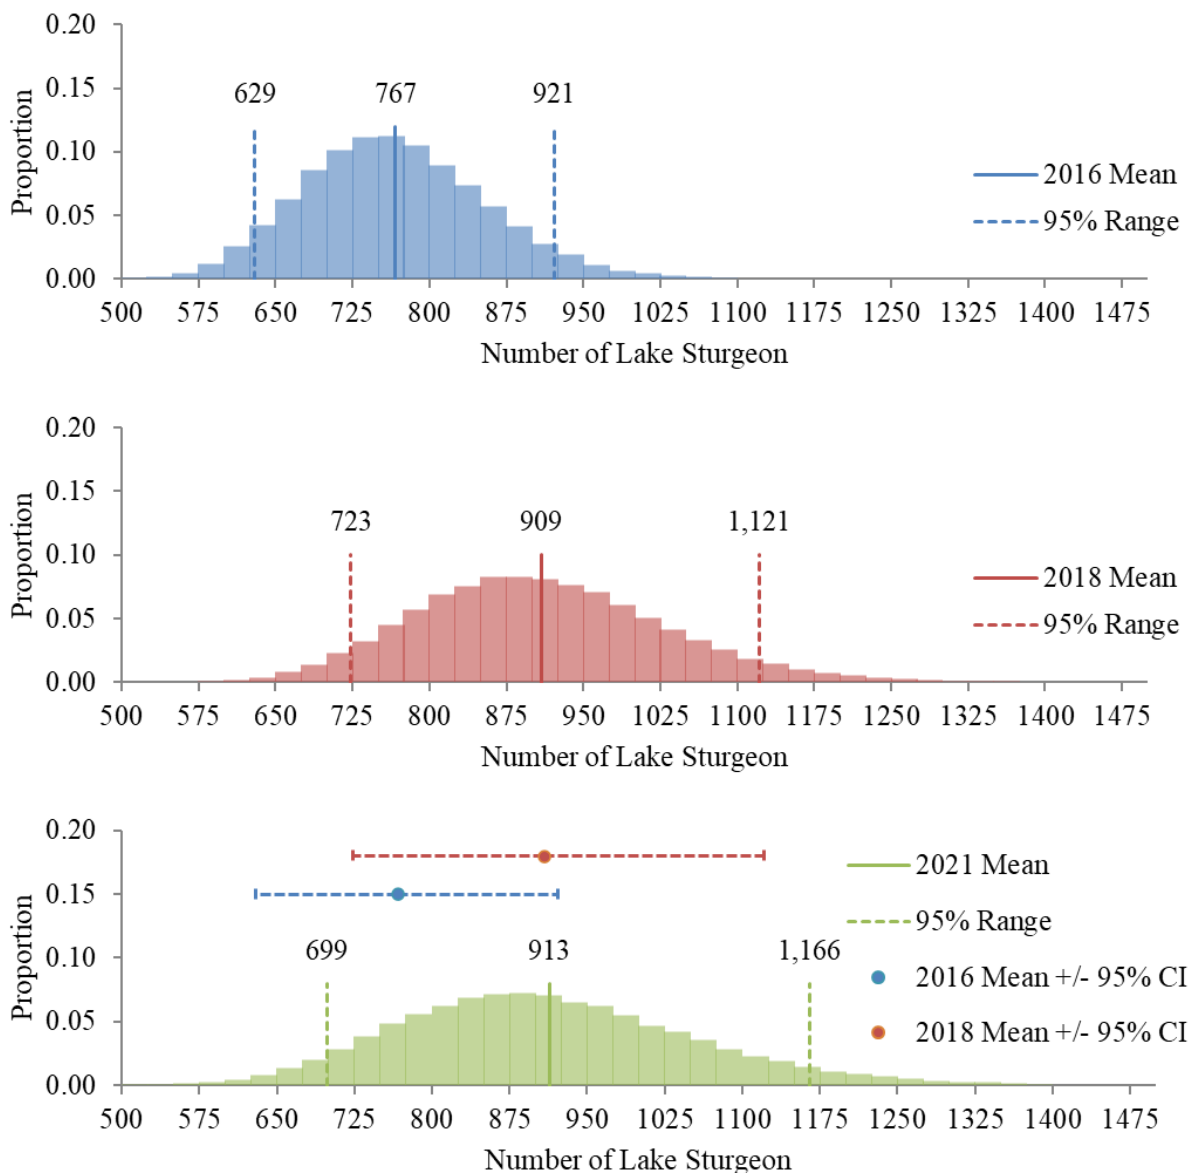 0.20
0.15
0.10
0.05
0.00
Proportion
629 767 921
2016 Mean
95% Range
500 575 650 725 800 875 950 1025 1100 1175 1250 1325 1400 1475
Number of Lake Sturgeon
0.20
0.15
0.10
0.05
0.00
Proportion
723 909 1,121
2018 Mean
95% Range
500 575 650 725 800 875 950 1025 1100 1175 1250 1325 1400 1475
Number of Lake Sturgeon
0.20
0.15
0.10
0.05
0.00
Proportion
699 913 1,166
2021 Mean
95% Range
2016 Mean +/- 95% CI
2018 Mean +/- 95% CI
500 575 650 725 800 875 950 1025 1100 1175 1250 1325 1400 1475
Number of Lake Sturgeon